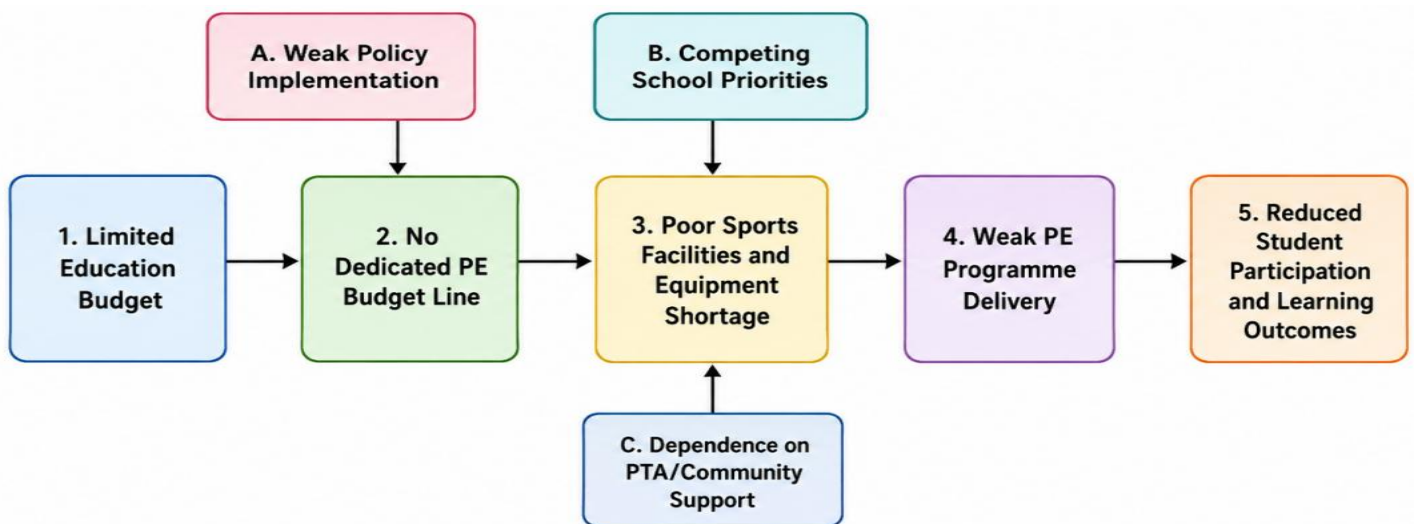 A. Weak Policy
Implementation
B. Competing
School Priorities
1. Limited
Education
Budget
2. No
Dedicated PE
Budget Line
3. Poor Sports
Facilities and
Equipment
Shortage
4. Weak PE
Programme
Delivery
5. Reduced
Student
Participation
and Learning
Outcomes
C. Dependence on
PTA/Community
Support